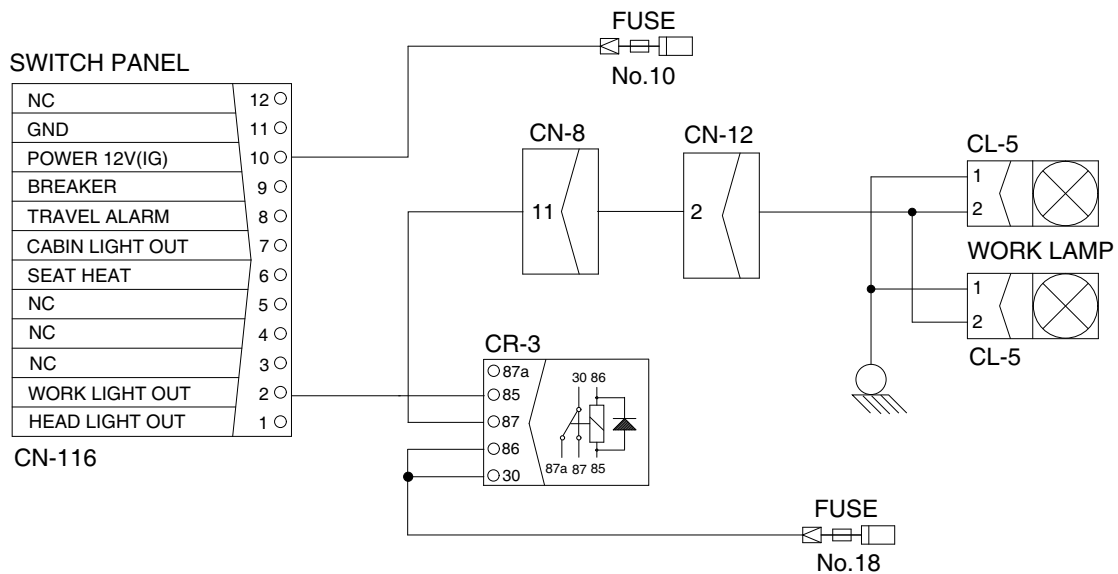 FUSE
No.10
SWITCH PANEL
NC 12
GND 11
POWER 12V(IG) 10
BREAKER 9
TRAVEL ALARM 8
CABIN LIGHT OUT 7
SEAT HEAT 6
NC 5
NC 4
NC 3
WORK LIGHT OUT 2
HEAD LIGHT OUT 1
CN-116
CN-8
11
CN-12
2
CL-5
1
2
WORK LAMP
1
2
CL-5
CR-3
87a
85
87
86
30
30 86
87a 87 85
FUSE
No.18